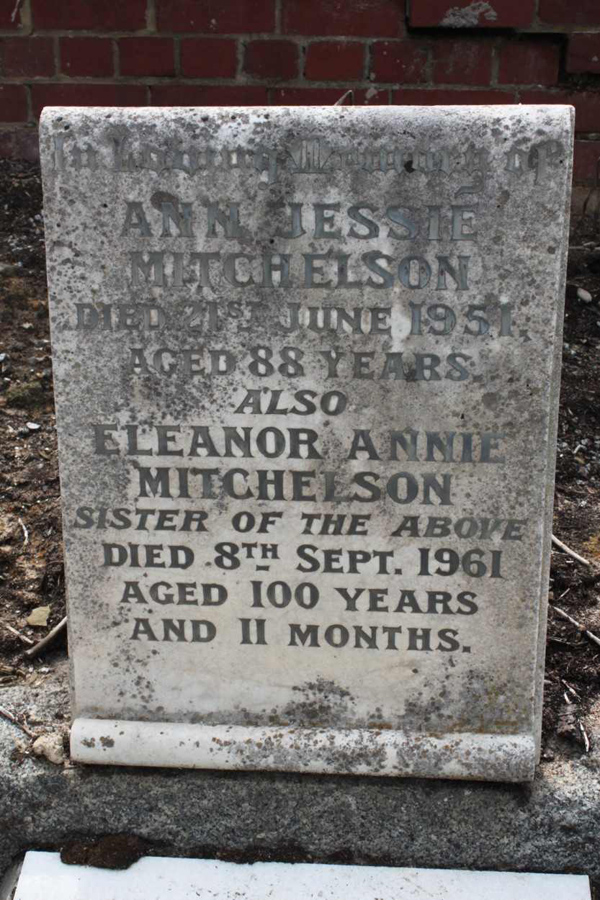 In Loving Memory of
ANN JESSIE
MITCHELSON
DIED 21ST JUNE 1951.
AGED 88 YEARS.
ALSO
ELEANOR ANNIE
MITCHELSON
SISTER OF THE ABOVE
DIED 8TH SEPT. 1961
AGED 100 YEARS
AND 11 MONTHS.